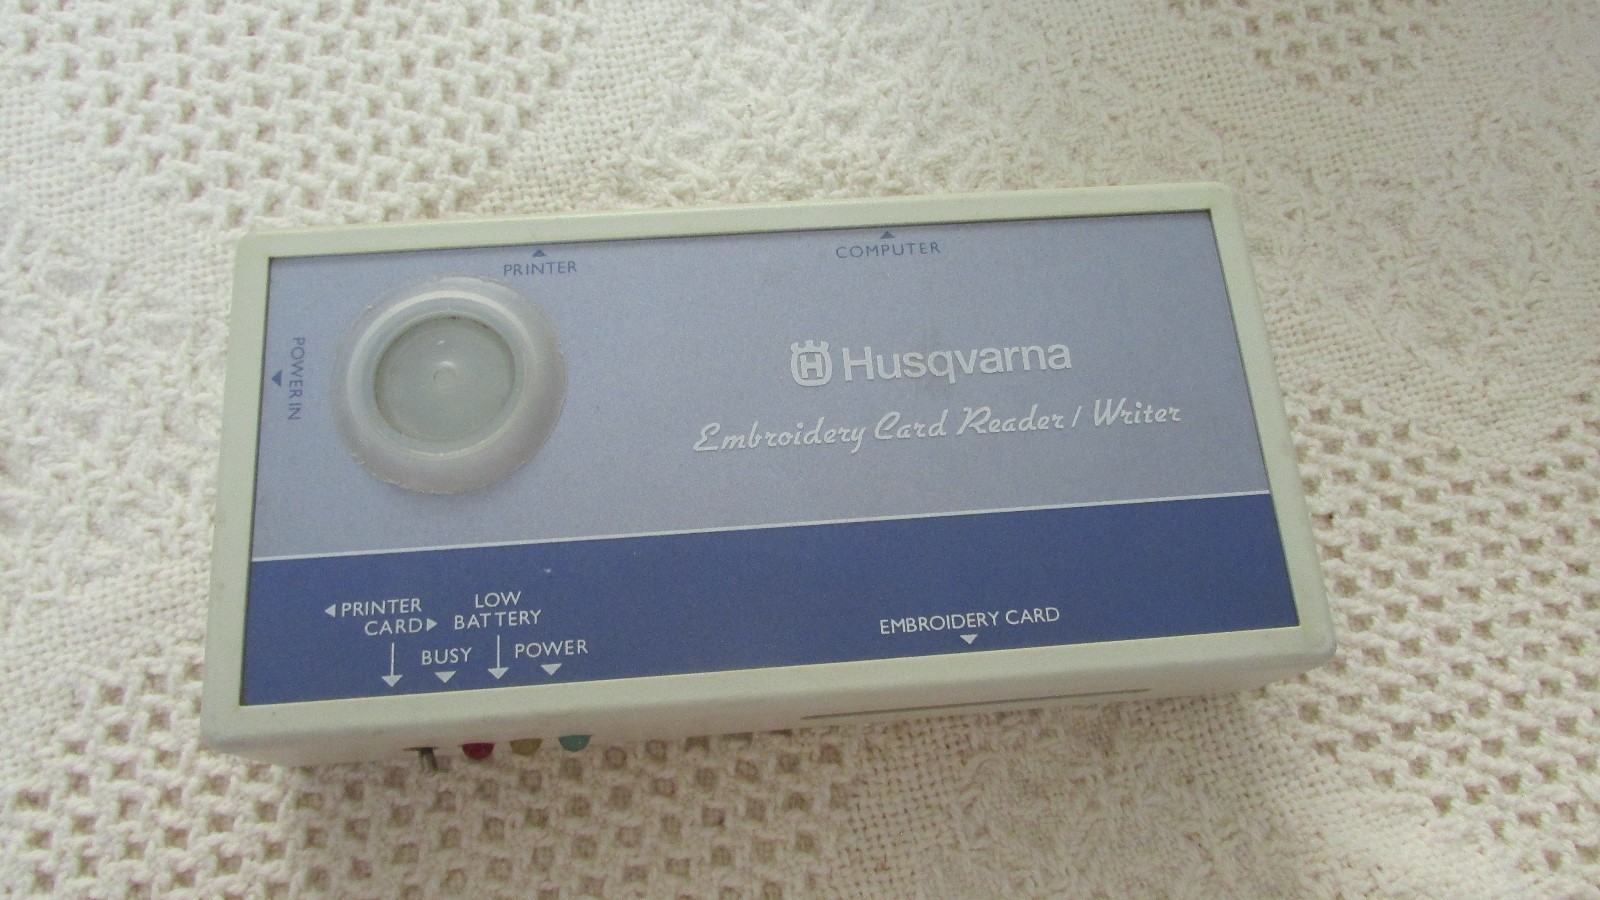 PRINTER
COMPUTER
POWER IN
Husqvarna
Embroidery Card Reader / Writer
PRINTER
CARD
LOW
BATTERY
BUSY
POWER
EMBROIDERY CARD